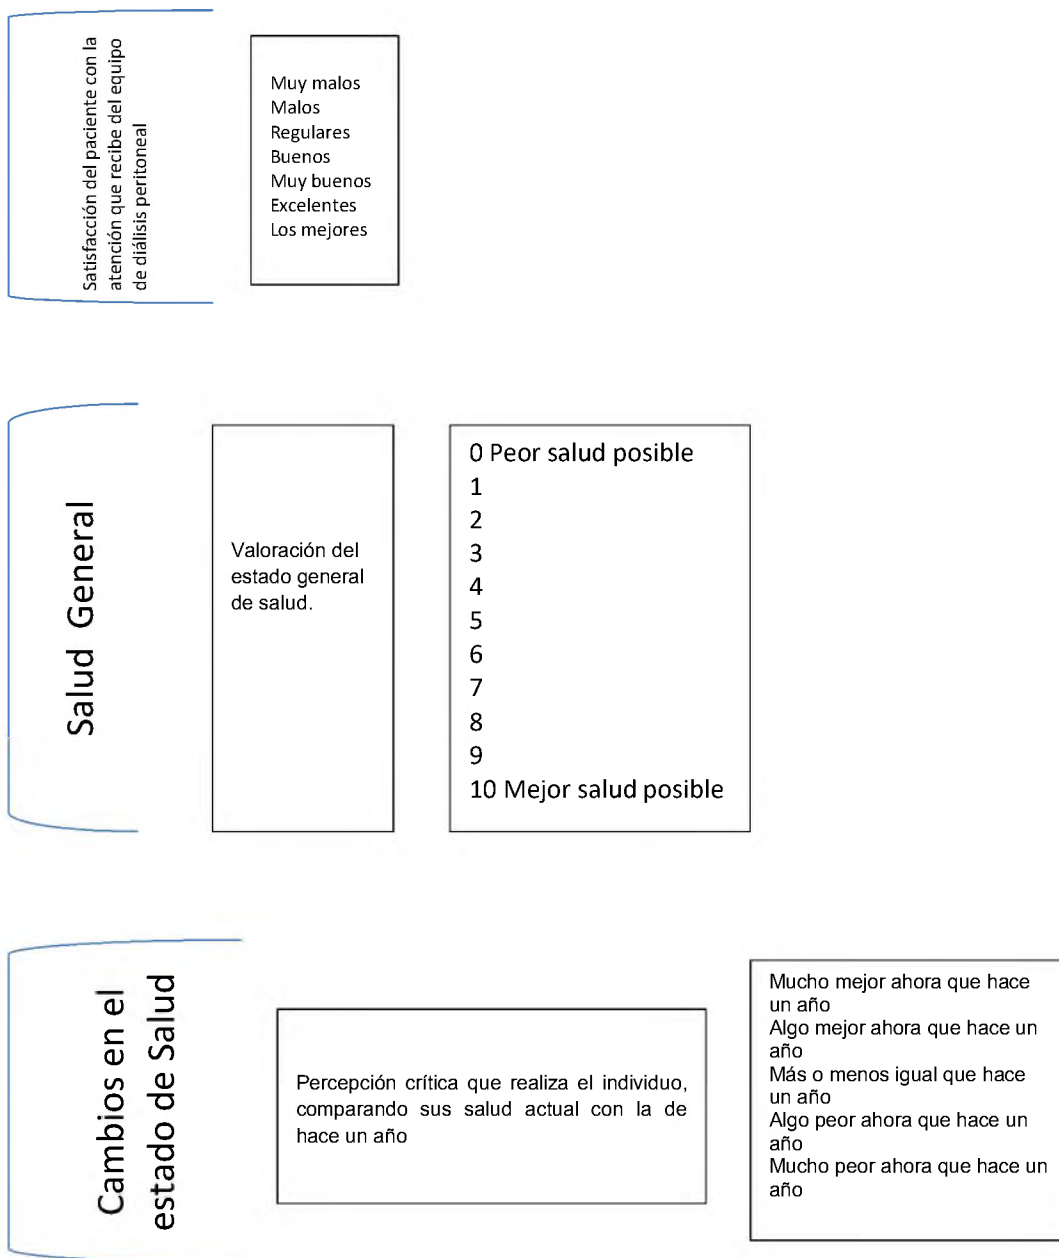 Satisfacción del paciente con la
atención que recibe del equipo
de diálisis peritoneal
Muy malos
Malos
Regulares
Buenos
Muy buenos
Excelentes
Los mejores
Salud General
Valoración del
estado general
de salud.
0 Peor salud posible
1
2
3
4
5
6
7
8
9
10 Mejor salud posible
Cambios en el
estado de Salud
Percepción crítica que realiza el individuo,
comparando sus salud actual con la de
hace un año
Mucho mejor ahora que hace
un año
Algo mejor ahora que hace un
año
Más o menos igual que hace
un año
Algo peor ahora que hace un
año
Mucho peor ahora que hace un
año